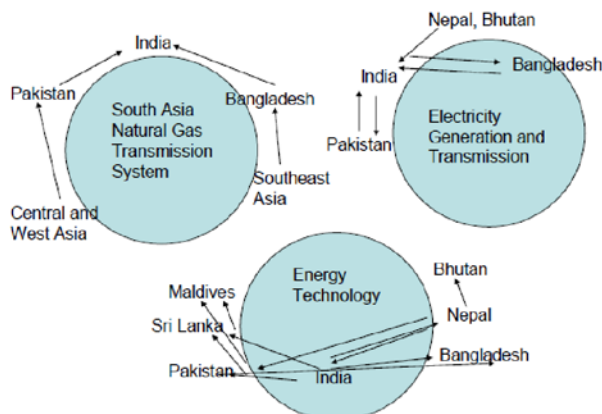 India
Pakistan
Bangladesh
South Asia
Natural Gas
Transmission
System
Southeast
Asia
Central and
West Asia
Nepal, Bhutan
Bangladesh
India
Pakistan
Electricity
Generation and
Transmission
Energy
Technology
Bhutan
Maldives
Nepal
Sri Lanka
Bangladesh
Pakistan
India